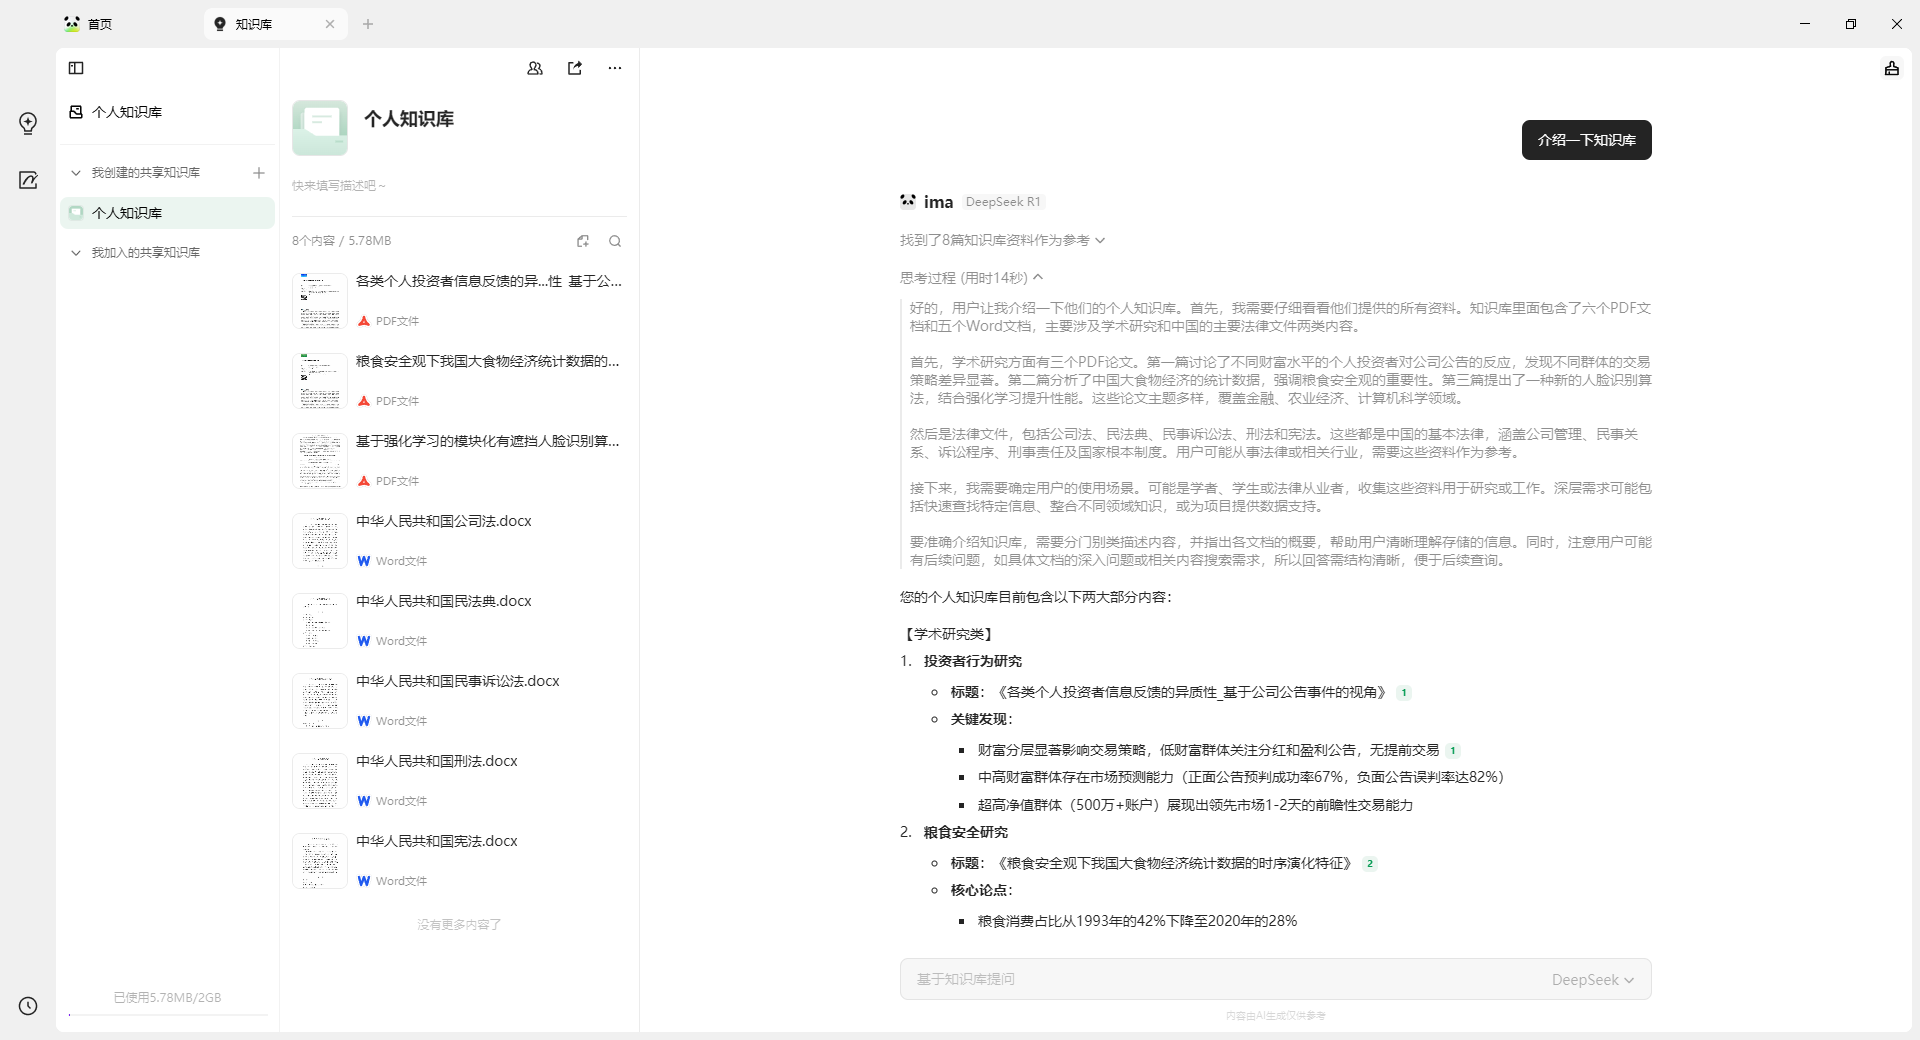 首页
知识库
个人知识库
我创建的共享知识库
个人知识库
我加入的共享知识库
已使用5.78MB/2GB
个人知识库
快来填写描述吧~
8个内容 / 5.78MB
各类个人投资者信息反馈的异...性 基于公...
PDF文件
粮食安全观下我国大食物经济统计数据的...
PDF文件
基于强化学习的模块化有遮挡人脸识别算...
PDF文件
中华人民共和国公司法.docx
Word文件
中华人民共和国民法典.docx
Word文件
中华人民共和国民事诉讼法.docx
Word文件
中华人民共和国刑法.docx
Word文件
中华人民共和国宪法.docx
Word文件
没有更多内容了
介绍一下知识库
ima DeepSeek R1
找到了8篇知识库资料作为参考
思考过程 (用时14秒)
好的，用户让我介绍一下他们的个人知识库。首先，我需要仔细看看他们提供的所有资料。知识库里面包含了六个PDF文
档和五个Word文档，主要涉及学术研究和中国的主要法律文件两类内容。
首先，学术研究方面有三个PDF论文。第一篇讨论了不同财富水平的个人投资者对公司公告的反应，发现不同群体的交易
策略差异显著。第二篇分析了中国大食物经济的统计数据，强调粮食安全观的重要性。第三篇提出了一种新的人脸识别算
法，结合强化学习提升性能。这些论文主题多样，覆盖金融、农业经济、计算机科学领域。
然后是法律文件，包括公司法、民法典、民事诉讼法、刑法和宪法。这些都是中国的基本法律，涵盖公司管理、民事关
系、诉讼程序、刑事责任及国家根本制度。用户可能从事法律或相关行业，需要这些资料作为参考。
接下来，我需要确定用户的使用场景。可能是学者、学生或法律从业者，收集这些资料用于研究或工作。深层需求可能包
括快速查找特定信息、整合不同领域知识，或为项目提供数据支持。
要准确介绍知识库，需要分门别类描述内容，并指出各文档的概要，帮助用户清晰理解存储的信息。同时，注意用户可能
有后续问题，如具体文档的深入问题或相关内容搜索需求，所以回答需结构清晰，便于后续查询。
您的个人知识库目前包含以下两大部分内容：
【学术研究类】
1. 投资者行为研究
标题：《各类个人投资者信息反馈的异质性_基于公司公告事件的视角》 1
关键发现：
财富分层显著影响交易策略，低财富群体关注分红和盈利公告，无提前交易 1
中高财富群体存在市场预测能力（正面公告预判成功率67%，负面公告误判率达82%）
超高净值群体（500万+账户）展现出领先市场1-2天的前瞻性交易能力
2. 粮食安全研究
标题：《粮食安全观下我国大食物经济统计数据的时序演化特征》 2
核心论点：
粮食消费占比从1993年的42%下降至2020年的28%
基于知识库提问
DeepSeek
内容由AI生成仅供参考